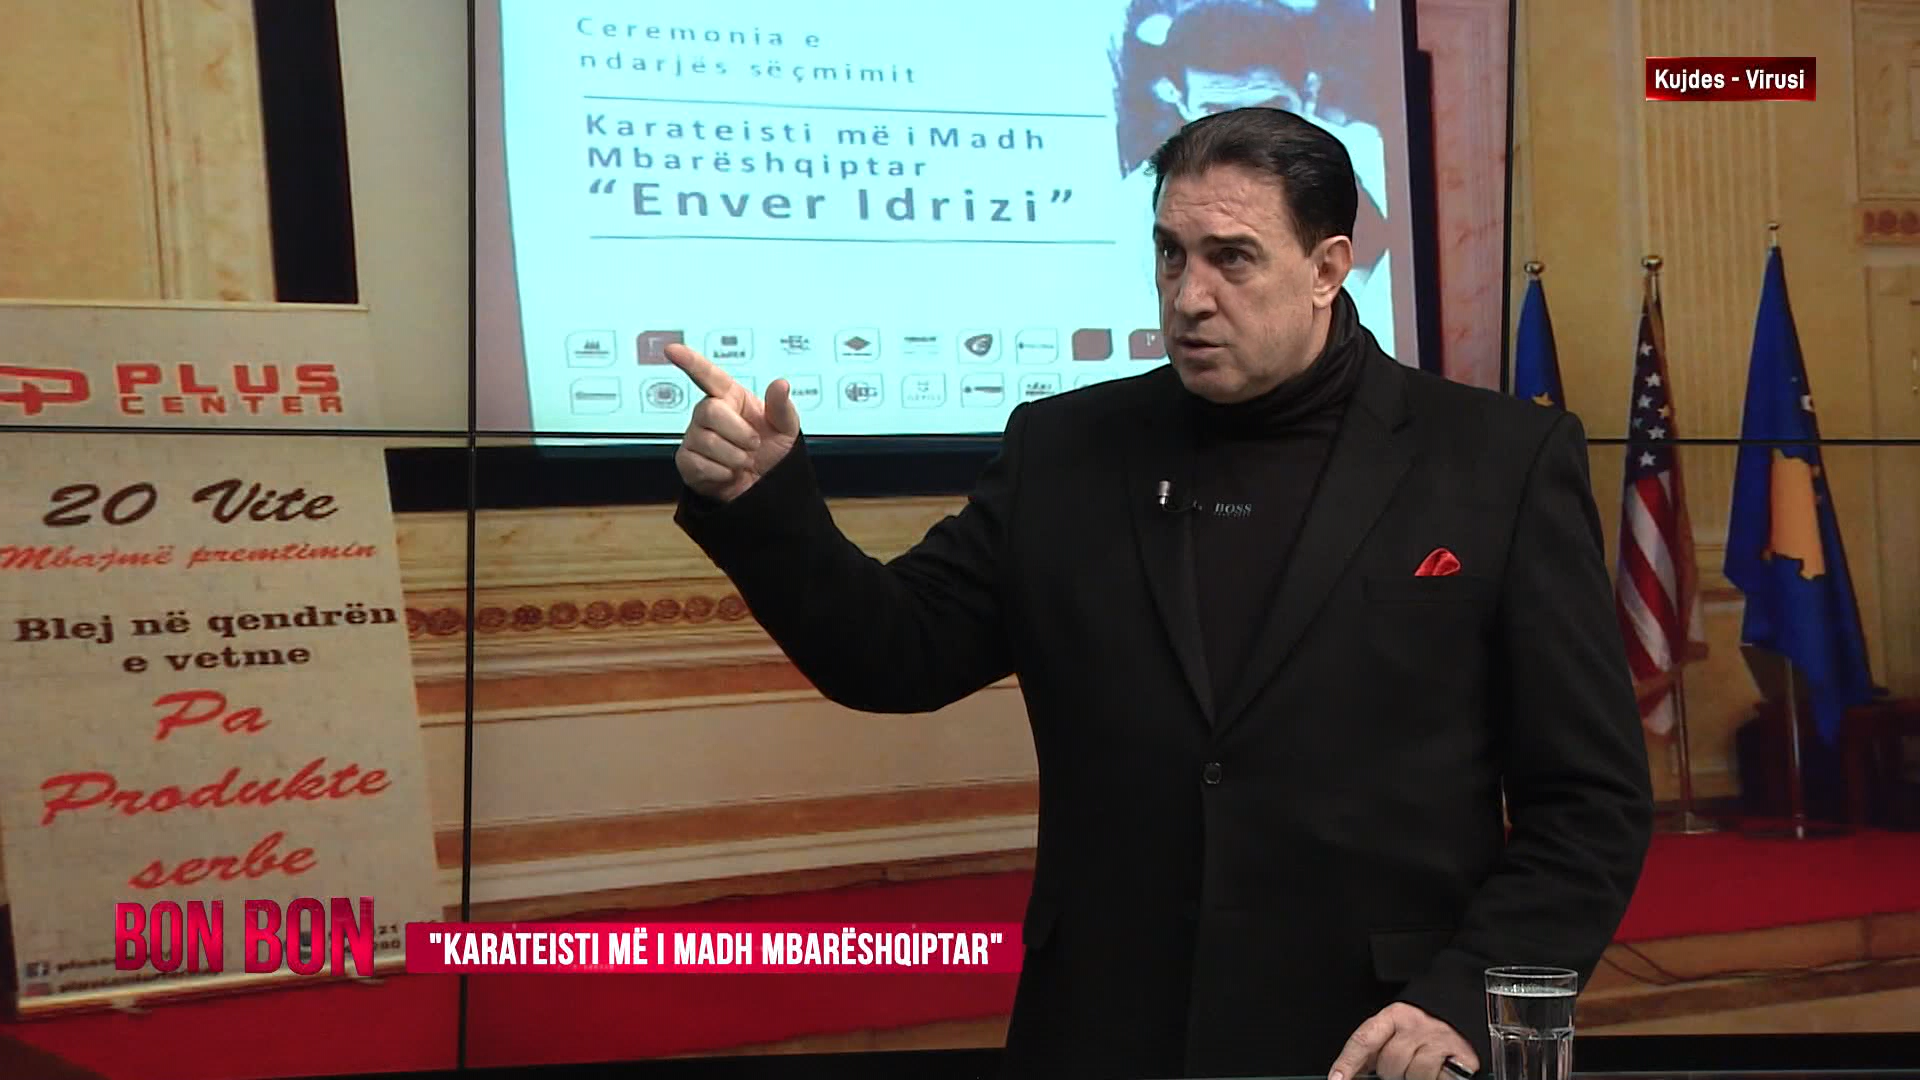 Ceremonia e
ndarjës sëçmimit
Karateisti më i Madh
Mbarëshqiptar
“Enver Idrizi”
Kujdes - Virusi
PLUS
CENTER
20 Vite
Mbajmë premtimin
Blej në qendrën
e vetme
Pa
Produkte
serbe
BOSS
BON BON
"KARATEISTI MË I MADH MBARËSHQIPTAR"